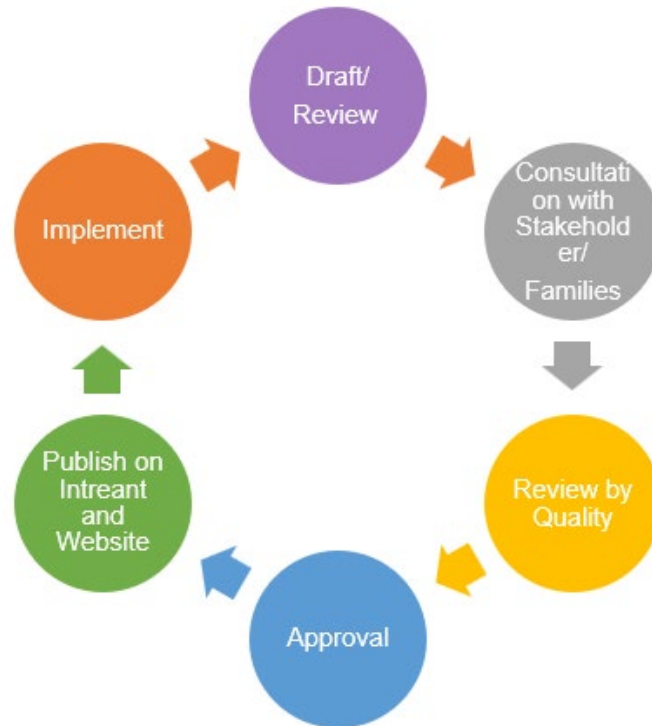 Draft/
Review
Consultati
on with
Stakehold
er/
Families
Review by
Quality
Approval
Publish on
Intreant
and
Website
Implement